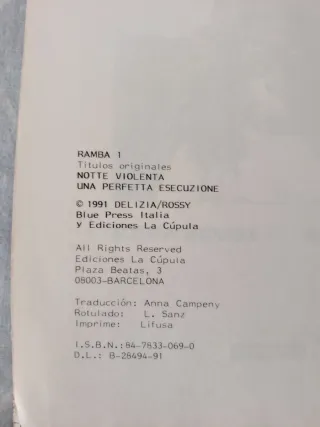 RAMBA 1
Titulos originales
NOTTE VIOLENTA
UNA PERFETTA ESECUZIONE
© 1991 DELIZIA/ROSSY
Blue Press Italia
y Ediciones La Cúpula
All Rights Reserved
Ediciones La Cúpula
Plaza Beatas, 3
08003-BARCELONA
Traducción: Anna Campeny
Rotulado: L. Sanz
Imprime: Lifusa
I.S.B.N.:84-7833-069-0
D.L.: B-28494-91